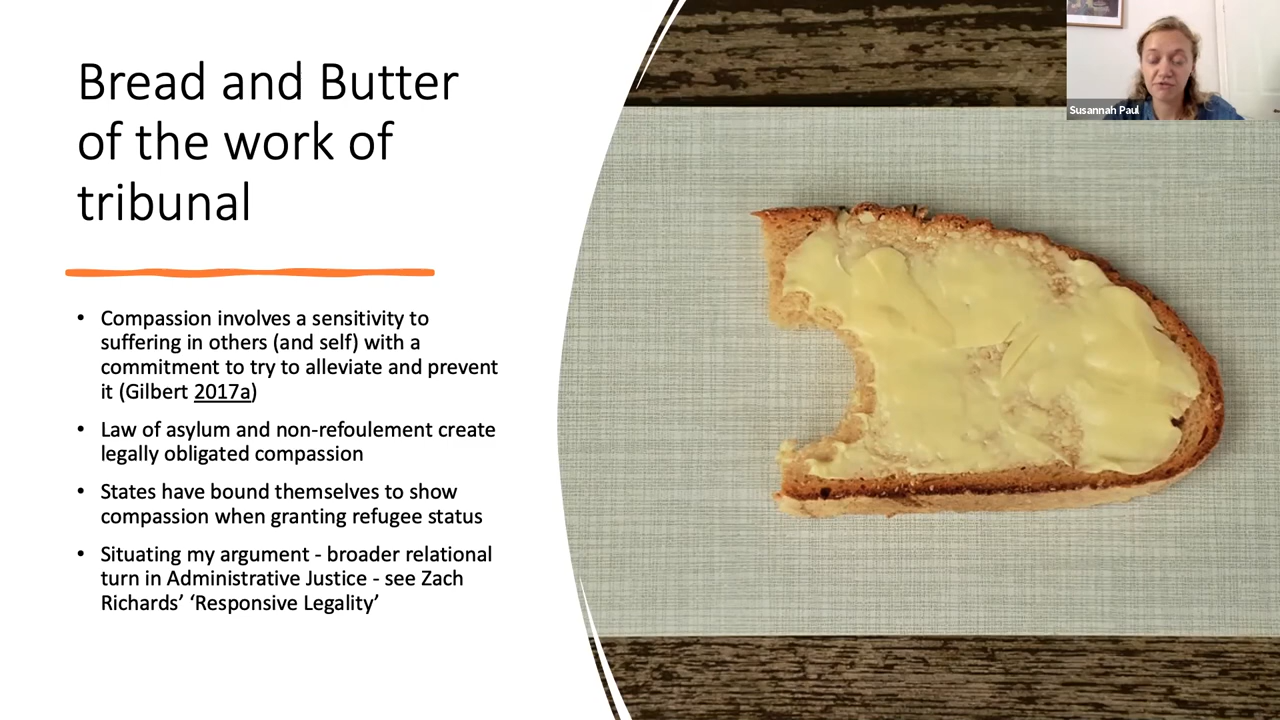 Bread and Butter
of the work of
tribunal
• Compassion involves a sensitivity to
suffering in others (and self) with a
commitment to try to alleviate and prevent
it (Gilbert 2017a)
• Law of asylum and non-refoulement create
legally obligated compassion
• States have bound themselves to show
compassion when granting refugee status
• Situating my argument - broader relational
turn in Administrative Justice - see Zach
Richards’ ‘Responsive Legality’
Susannah Paul